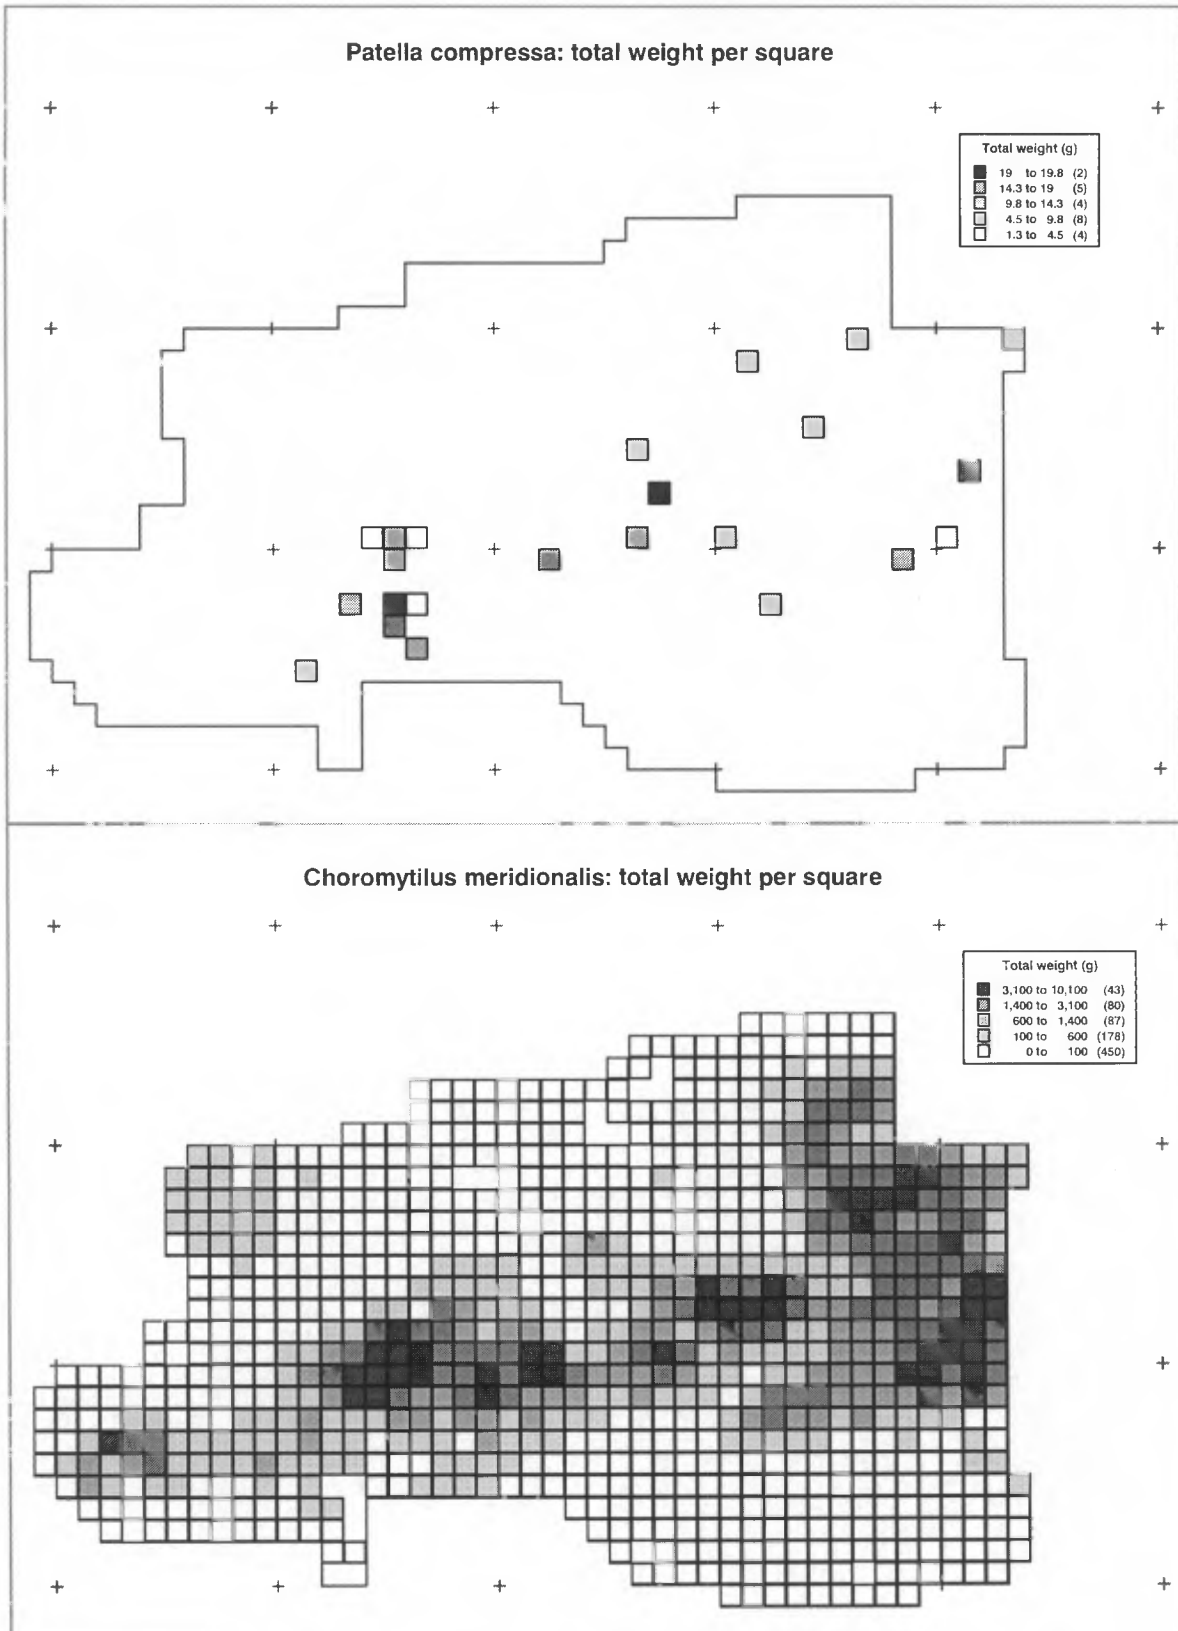 Patella compressa: total weight per square
Total weight (g)
19 to 19.8 (2)
14.3 to 19 (5)
9.8 to 14.3 (4)
4.5 to 9.8 (8)
1.3 to 4.5 (4)
Choromytilus meridionalis: total weight per square
Total weight (g)
3,100 to 10,100 (43)
1,400 to 3,100 (80)
600 to 1,400 (87)
100 to 600 (178)
0 to 100 (450)